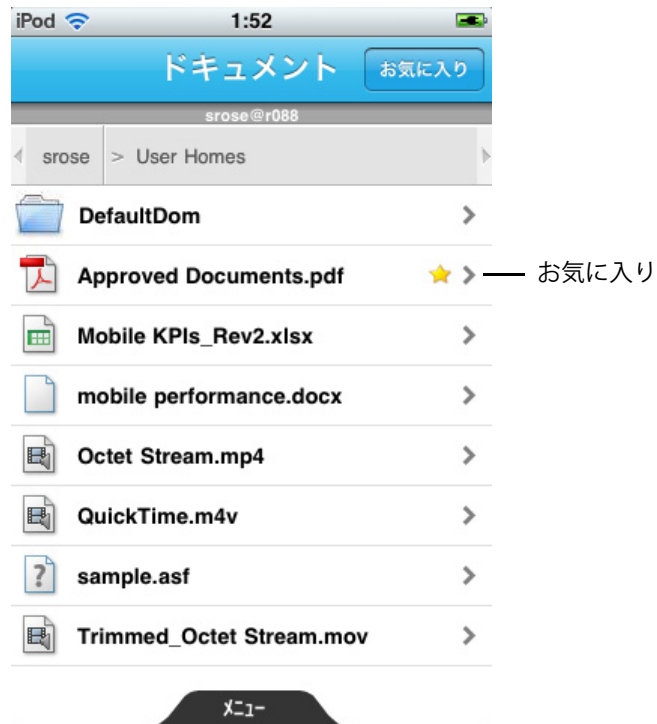 iPod 1:52
ドキュメント お気に入り
srose@r088
srose > User Homes
DefaultDom
Approved Documents.pdf お気に入り
Mobile KPIs_Rev2.xlsx
mobile performance.docx
Octet Stream.mp4
QuickTime.m4v
sample.asf
Trimmed_Octet Stream.mov
メニュー